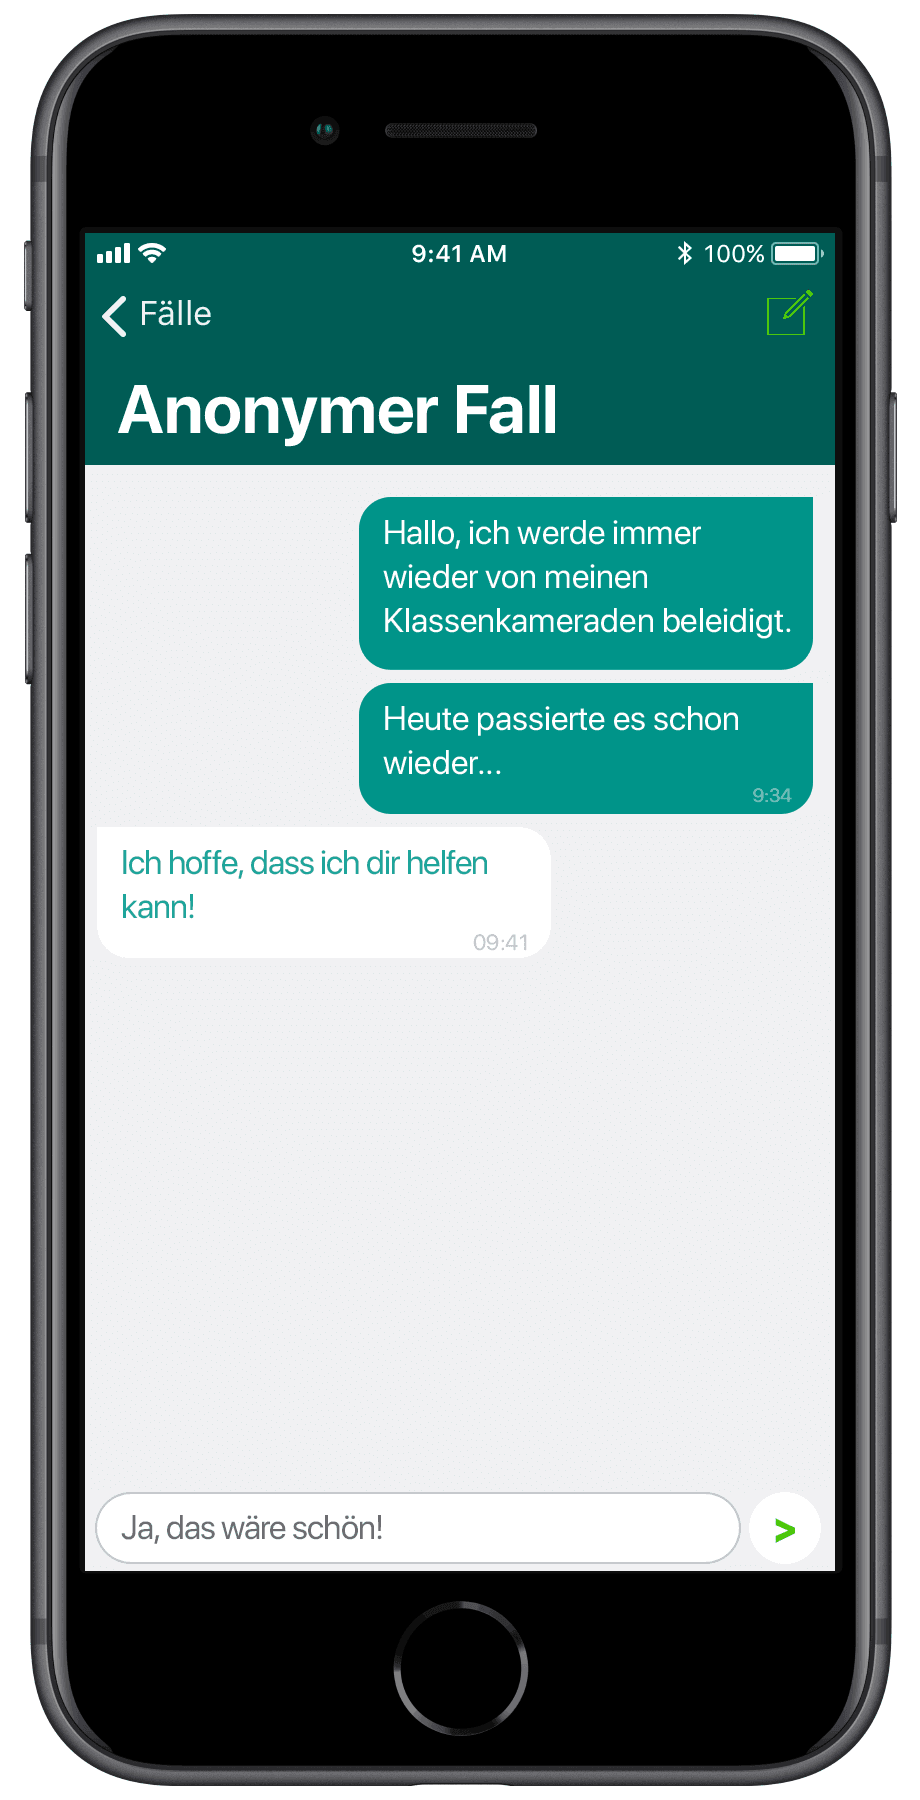 9:41 AM
100%
Fälle
Anonymer Fall
Hallo, ich werde immer
wieder von meinen
Klassenkameraden beleidigt.
Heute passierte es schon
wieder...
9:34
Ich hoffe, dass ich dir helfen
kann!
09:41
Ja, das wäre schön!
>